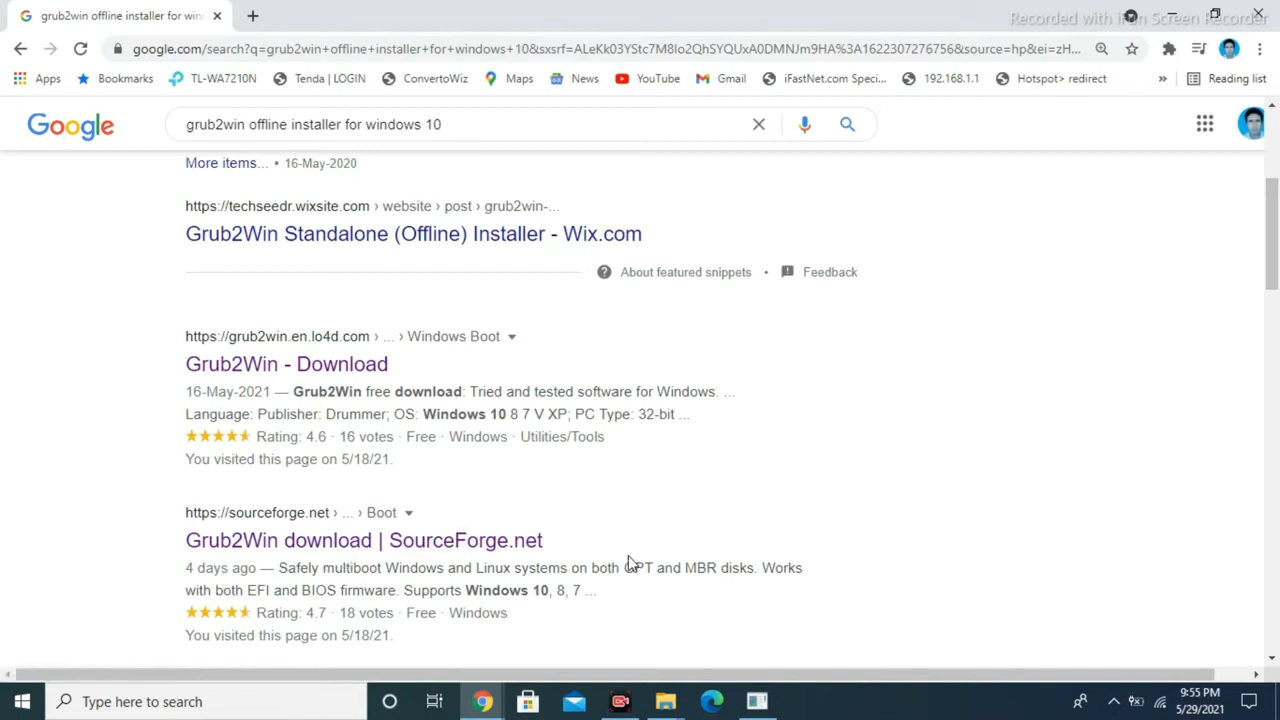 grub2win offline installer for win
Recorded with iFun Screen Recorder
google.com/search?q=grub2win+offline+installer+for+windows+10&sxsrf=ALeKk03YStc7M8Io2QhSYQUxA0DMNJm9HA%3A1622307276756&source=hp&ei=zH...
Apps Bookmarks TL-WA7210N Tenda | LOGIN ConvertoWiz Maps News YouTube Gmail iFastNet.com Speci... 192.168.1.1 Hotspot> redirect » Reading list
Google grub2win offline installer for windows 10
More items... • 16-May-2020
https://techseedr.wixsite.com › website › post › grub2win-...
Grub2Win Standalone (Offline) Installer - Wix.com
About featured snippets • Feedback
https://grub2win.en.lo4d.com › ... › Windows Boot
Grub2Win - Download
16-May-2021 — Grub2Win free download: Tried and tested software for Windows. ...
Language: Publisher: Drummer; OS: Windows 10 8 7 V XP; PC Type: 32-bit ...
Rating: 4.6 · 16 votes · Free · Windows · Utilities/Tools
You visited this page on 5/18/21.
https://sourceforge.net › ... › Boot
Grub2Win download | SourceForge.net
4 days ago — Safely multiboot Windows and Linux systems on both GPT and MBR disks. Works
with both EFI and BIOS firmware. Supports Windows 10, 8, 7 ...
Rating: 4.7 · 18 votes · Free · Windows
You visited this page on 5/18/21.
Type here to search
9:55 PM
5/29/2021